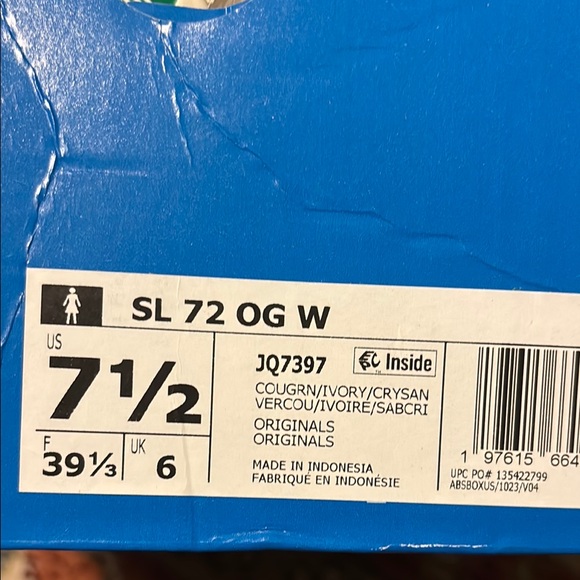 SL 72 OG W
US
7½
F
39⅓
UK
6
JQ7397
Inside
COUGRN/IVORY/CRYSAN
VERCOU/IVOIRE/SABCRI
ORIGINALS
ORIGINALS
MADE IN INDONESIA
FABRIQUÉ EN INDONÉSIE
1 97615 664
UPC PO# 135422799
ABSBOXUS/1023/V04